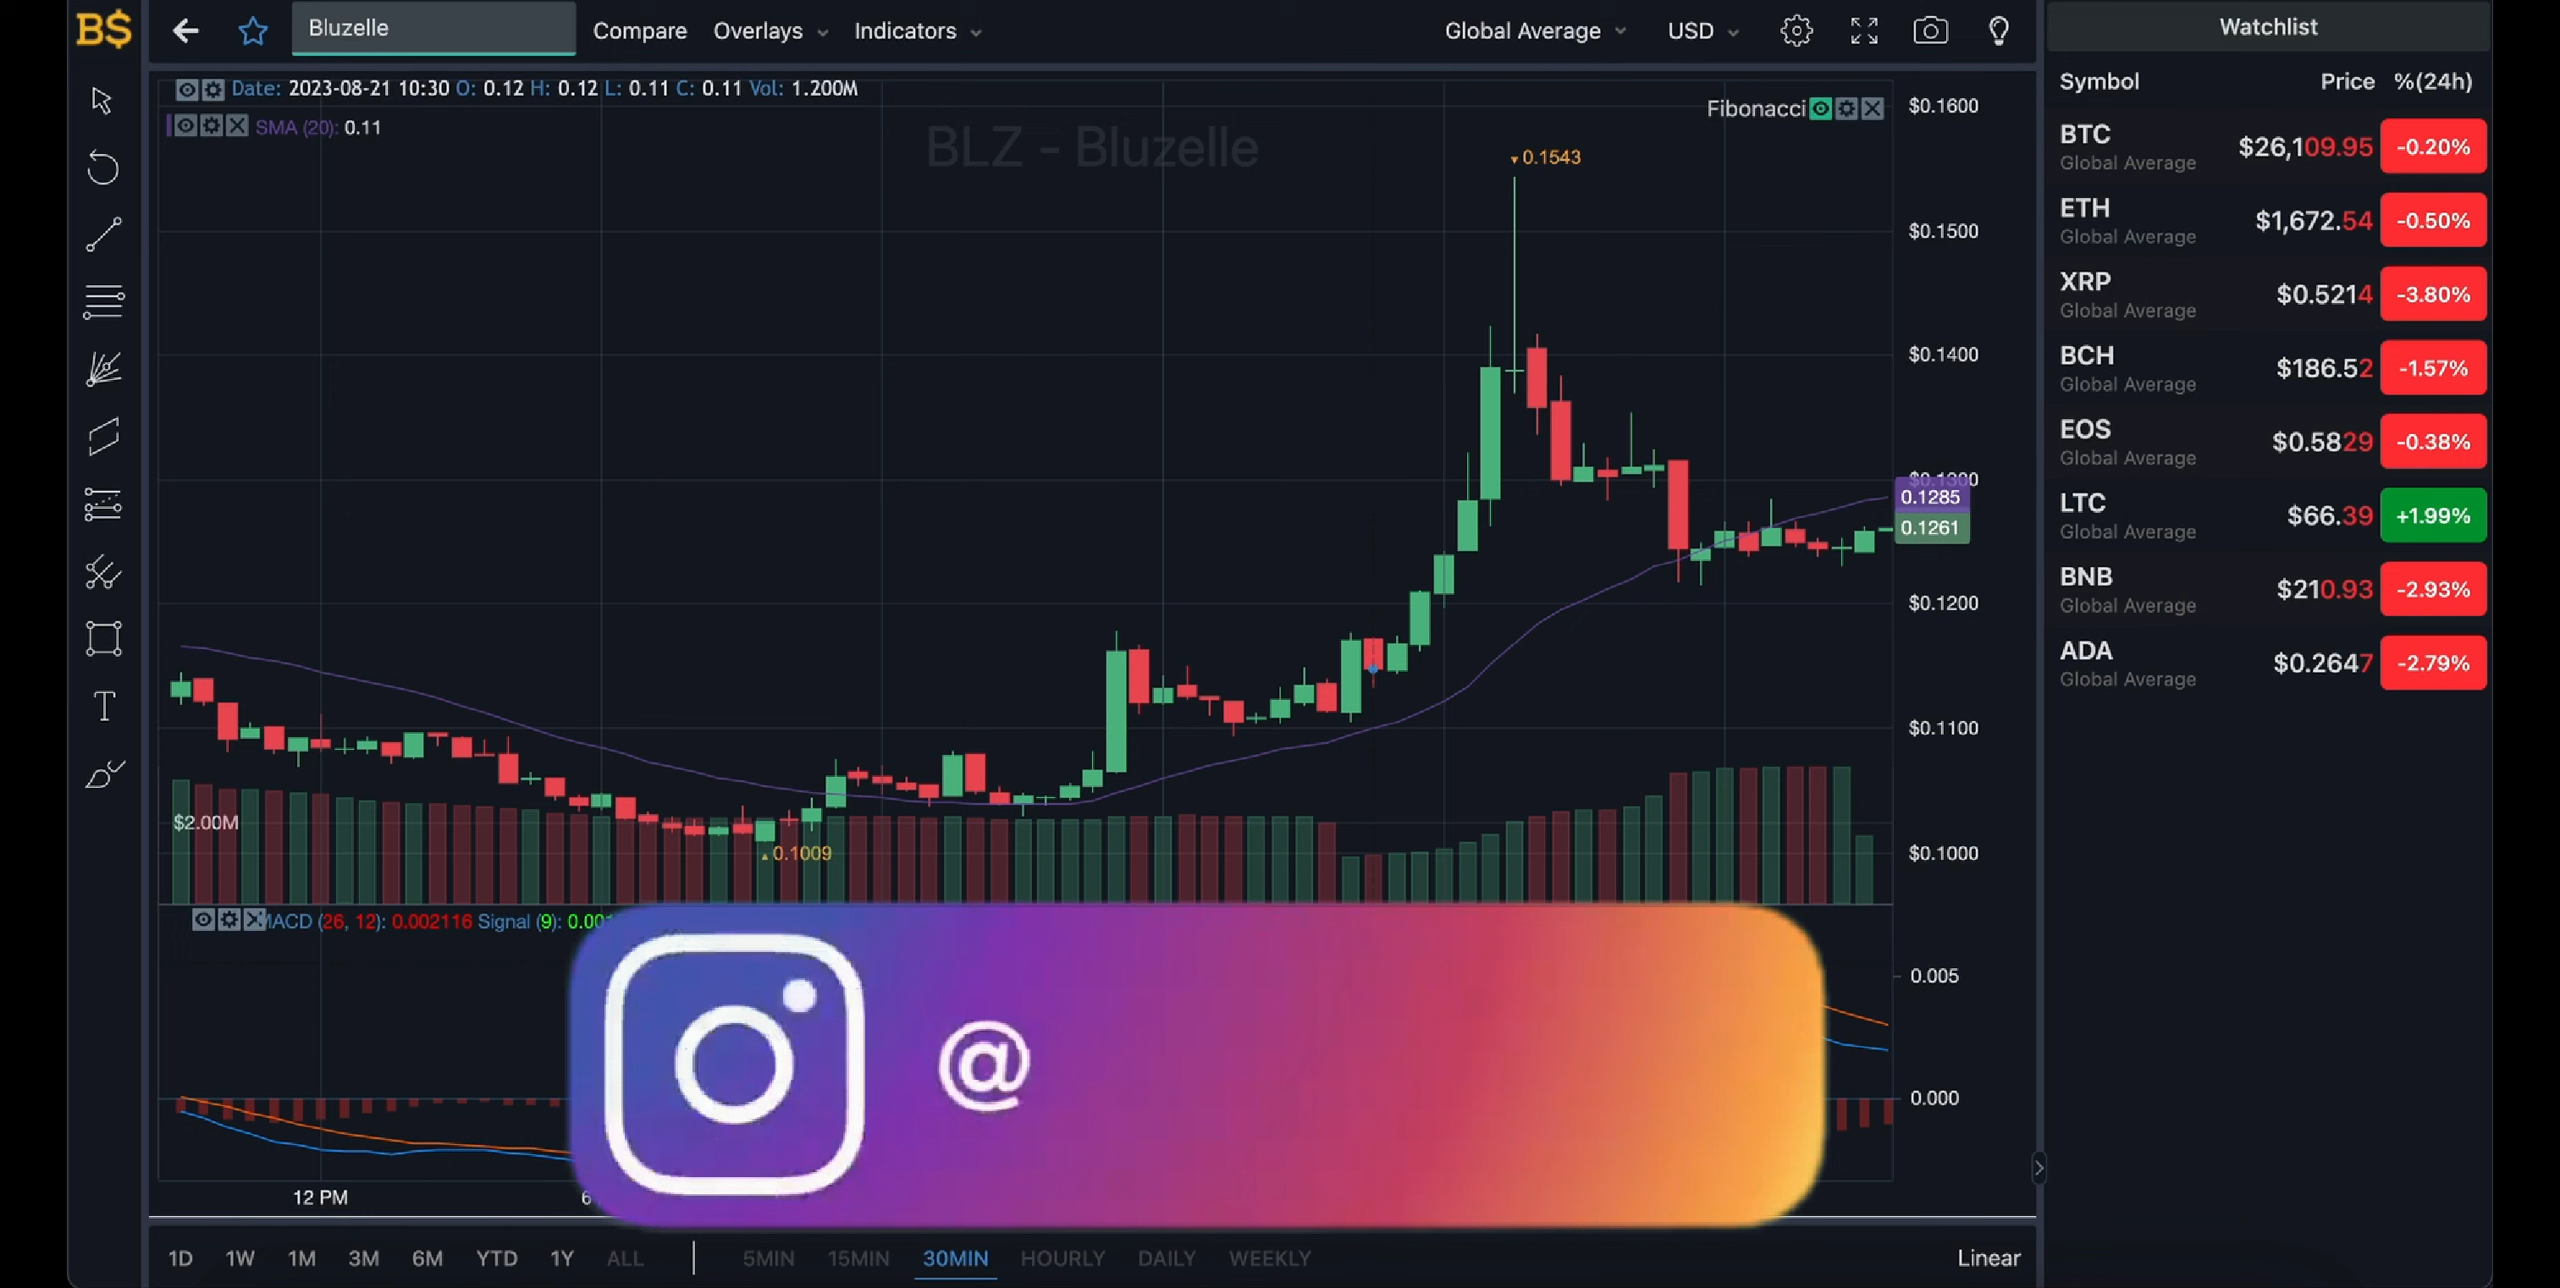 B$
Bluzelle
Compare
Overlays
Indicators
Global Average
USD
Watchlist
Date: 2023-08-21 10:30 O: 0.12 H: 0.12 L: 0.11 C: 0.11 Vol: 1.200M
SMA (20): 0.11
BLZ - Bluzelle
Fibonacci
0.1543
0.1009
$2.00M
$0.1600
$0.1500
$0.1400
0.1285
0.1261
$0.1200
$0.1100
$0.1000
MACD (26, 12): 0.002116 Signal (9): 0.00
0.005
0.000
@
12 PM
6
T
1D 1W 1M 3M 6M YTD 1Y ALL
5MIN 15MIN 30MIN HOURLY DAILY WEEKLY
Linear
Symbol Price %(24h)
BTC $26,109.95 -0.20%
Global Average
ETH $1,672.54 -0.50%
Global Average
XRP $0.5214 -3.80%
Global Average
BCH $186.52 -1.57%
Global Average
EOS $0.5829 -0.38%
Global Average
LTC $66.39 +1.99%
Global Average
BNB $210.93 -2.93%
Global Average
ADA $0.2647 -2.79%
Global Average